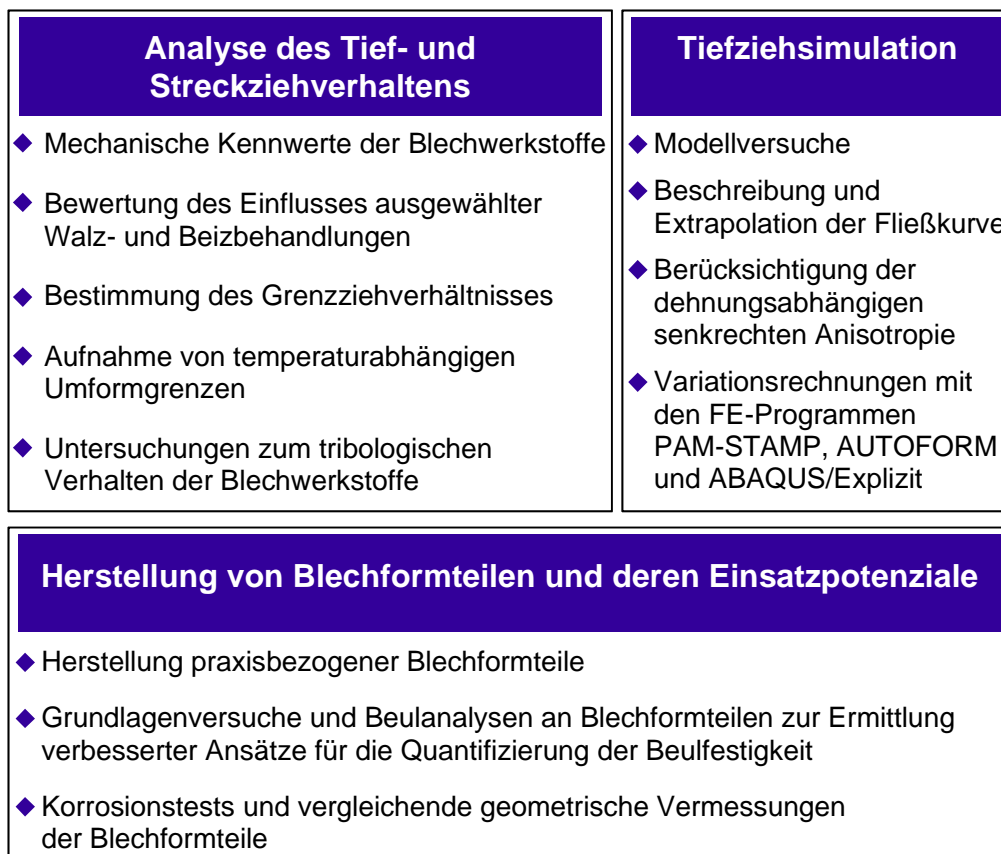 Analyse des Tief- und
Streckziehverhaltens
Mechanische Kennwerte der Blechwerkstoffe
Bewertung des Einflusses ausgewählter
Walz- und Beizbehandlungen
Bestimmung des Grenzziehverhältnisses
Aufnahme von temperaturabhängigen
Umformgrenzen
Untersuchungen zum tribologischen
Verhalten der Blechwerkstoffe
Tiefziehsimulation
Modellversuche
Beschreibung und
Extrapolation der Fließkurve
Berücksichtigung der
dehnungsabhängigen
senkrechten Anisotropie
Variationsrechnungen mit
den FE-Programmen
PAM-STAMP, AUTOFORM
und ABAQUS/Explizit
Herstellung von Blechformteilen und deren Einsatzpotenziale
Herstellung praxisbezogener Blechformteile
Grundlagenversuche und Beulanalysen an Blechformteilen zur Ermittlung
verbesserter Ansätze für die Quantifizierung der Beulfestigkeit
Korrosionstests und vergleichende geometrische Vermessungen
der Blechformteile